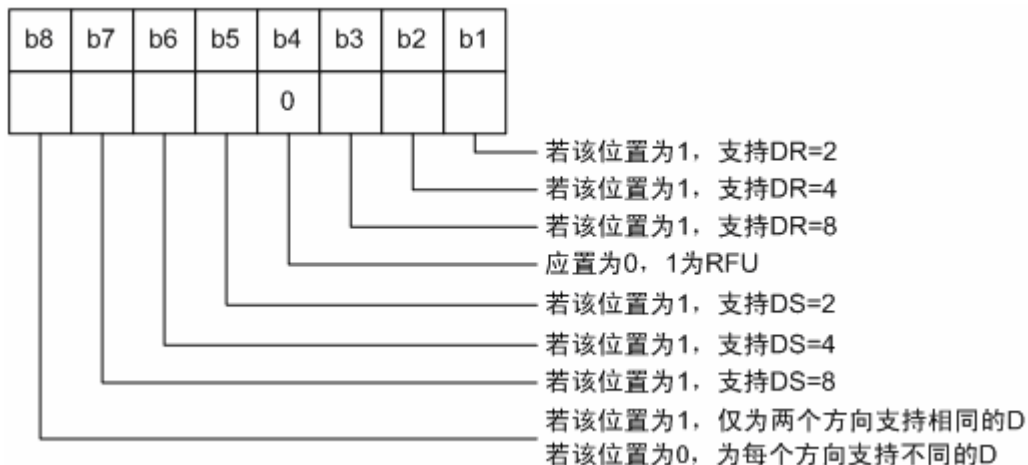 b8 b7 b6 b5 b4 b3 b2 b1
0
若该位置为1，支持DR=2
若该位置为1，支持DR=4
若该位置为1，支持DR=8
应置为0，1为RFU
若该位置为1，支持DS=2
若该位置为1，支持DS=4
若该位置为1，支持DS=8
若该位置为1，仅为两个方向支持相同的D
若该位置为0，为每个方向支持不同的D